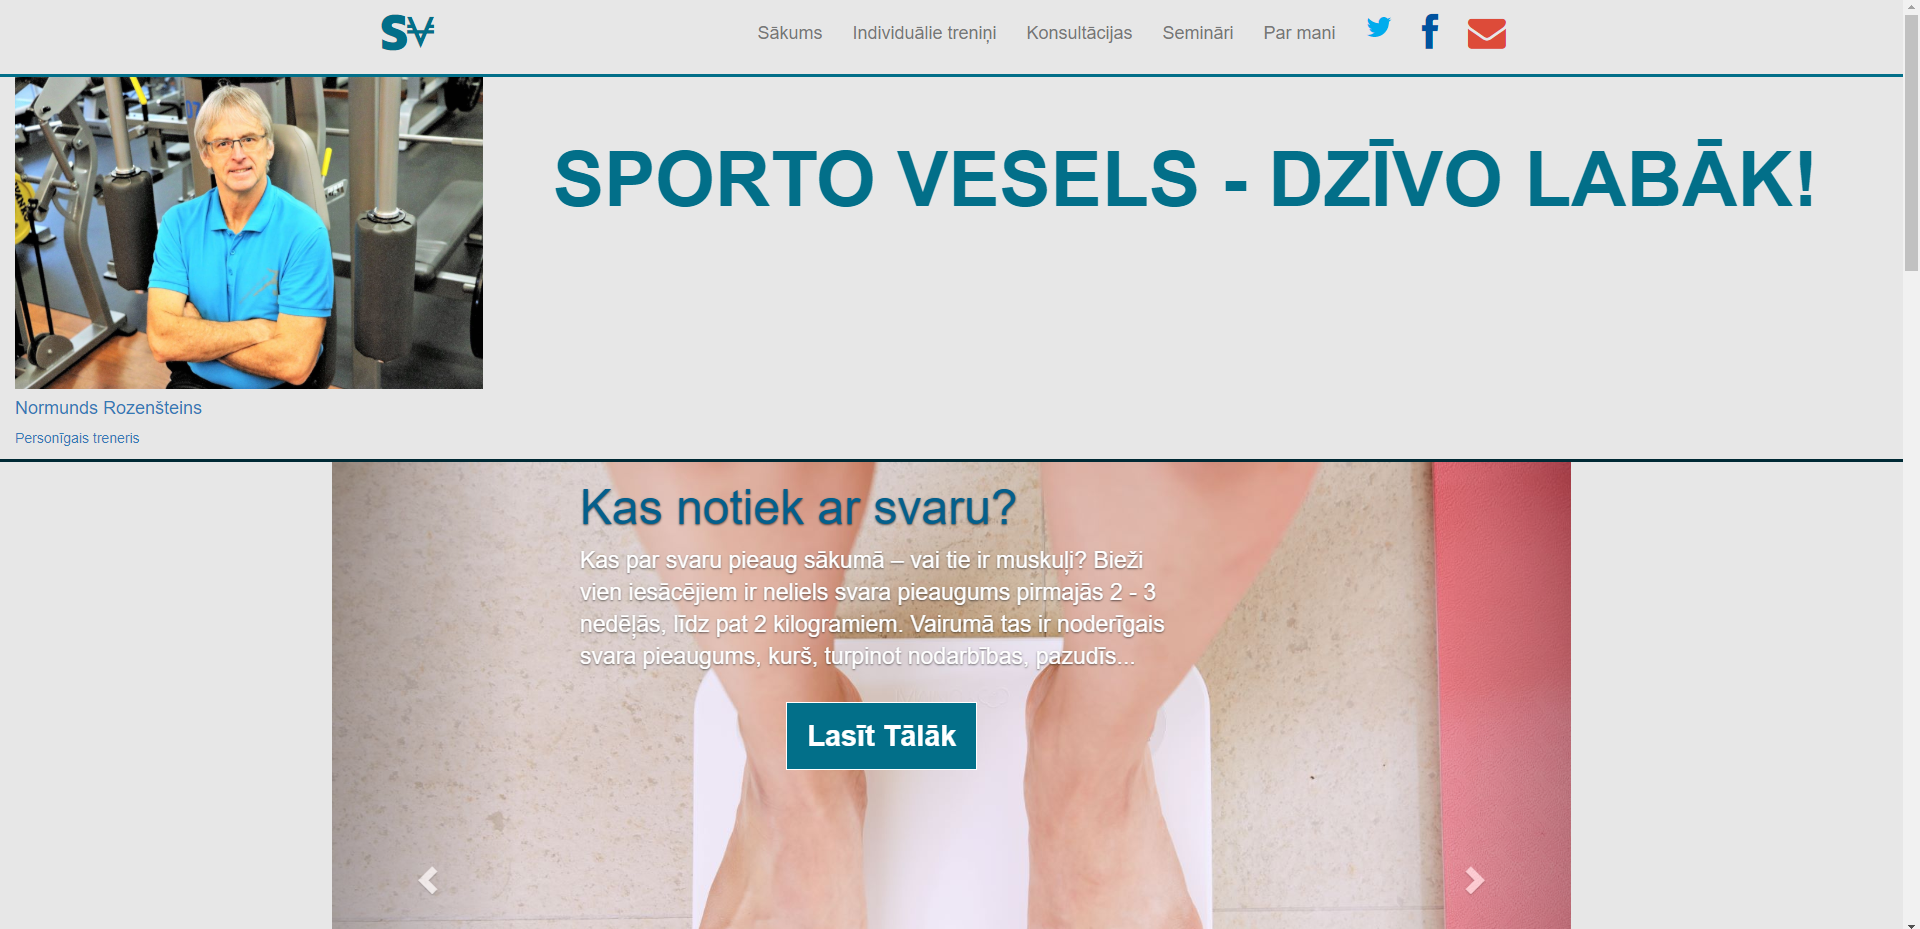 SV
Sākums Individuālie treniņi Konsultācijas Semināri Par mani
SPORTO VESELS - DZĪVO LABĀK!
Normunds Rozenšteins
Personīgais treneris
Kas notiek ar svaru?
Kas par svaru pieaug sākumā – vai tie ir muskuļi? Bieži
vien iesācējiem ir neliels svara pieaugums pirmajās 2 - 3
nedēļās, līdz pat 2 kilogramiem. Vairumā tas ir noderīgais
svara pieaugums, kurš, turpinot nodarbības, pazudīs...
Lasīt Tālāk